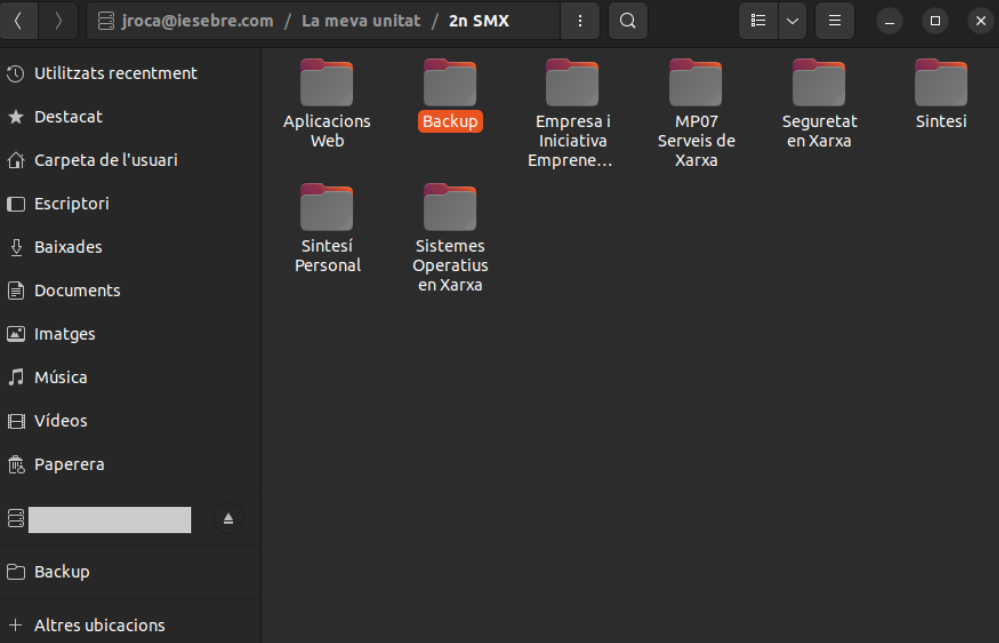 jroca@iesebre.com / La meva unitat / 2n SMX
Utilitzats recentment
Destacat
Carpeta de l'usuari
Escriptori
Baixades
Documents
Imatges
Música
Vídeos
Paperera
Backup
Altres ubicacions
Aplicacions
Web
Backup
Empresa i
Iniciativa
Emprene…
MP07
Serveis de
Xarxa
Seguretat
en Xarxa
Sintesi
Sintesí
Personal
Sistemes
Operatius
en Xarxa